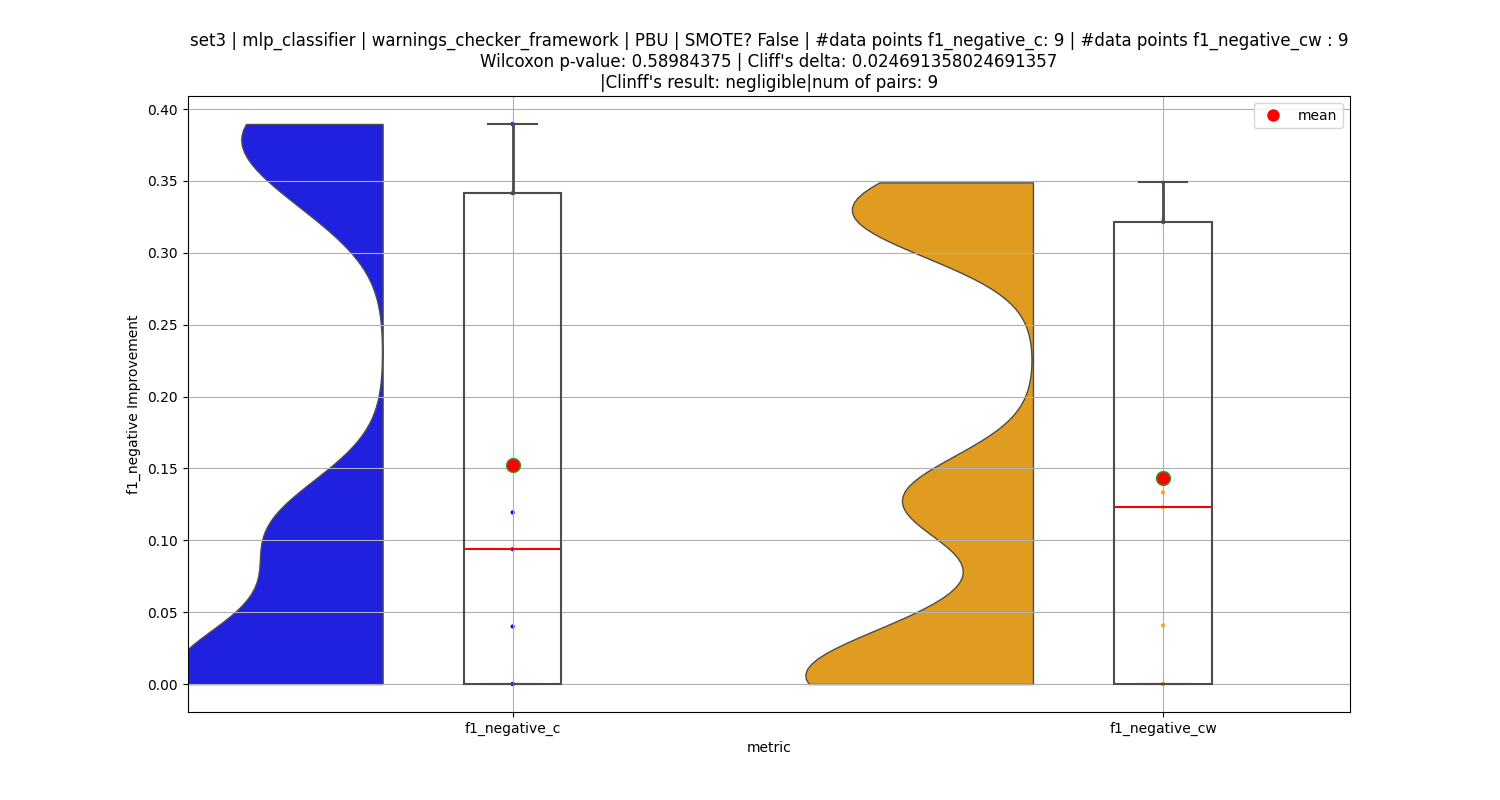 set3 | mlp_classifier | warnings_checker_framework | PBU | SMOTE? False | #data points f1_negative_c: 9 | #data points f1_negative_cw : 9
Wilcoxon p-value: 0.58984375 | Cliff's delta: 0.024691358024691357
|Clinff's result: negligible|num of pairs: 9
mean
0.40
0.35
0.30
0.25
0.20
0.15
0.10
0.05
0.00
f1_negative Improvement
f1_negative_c
f1_negative_cw
metric